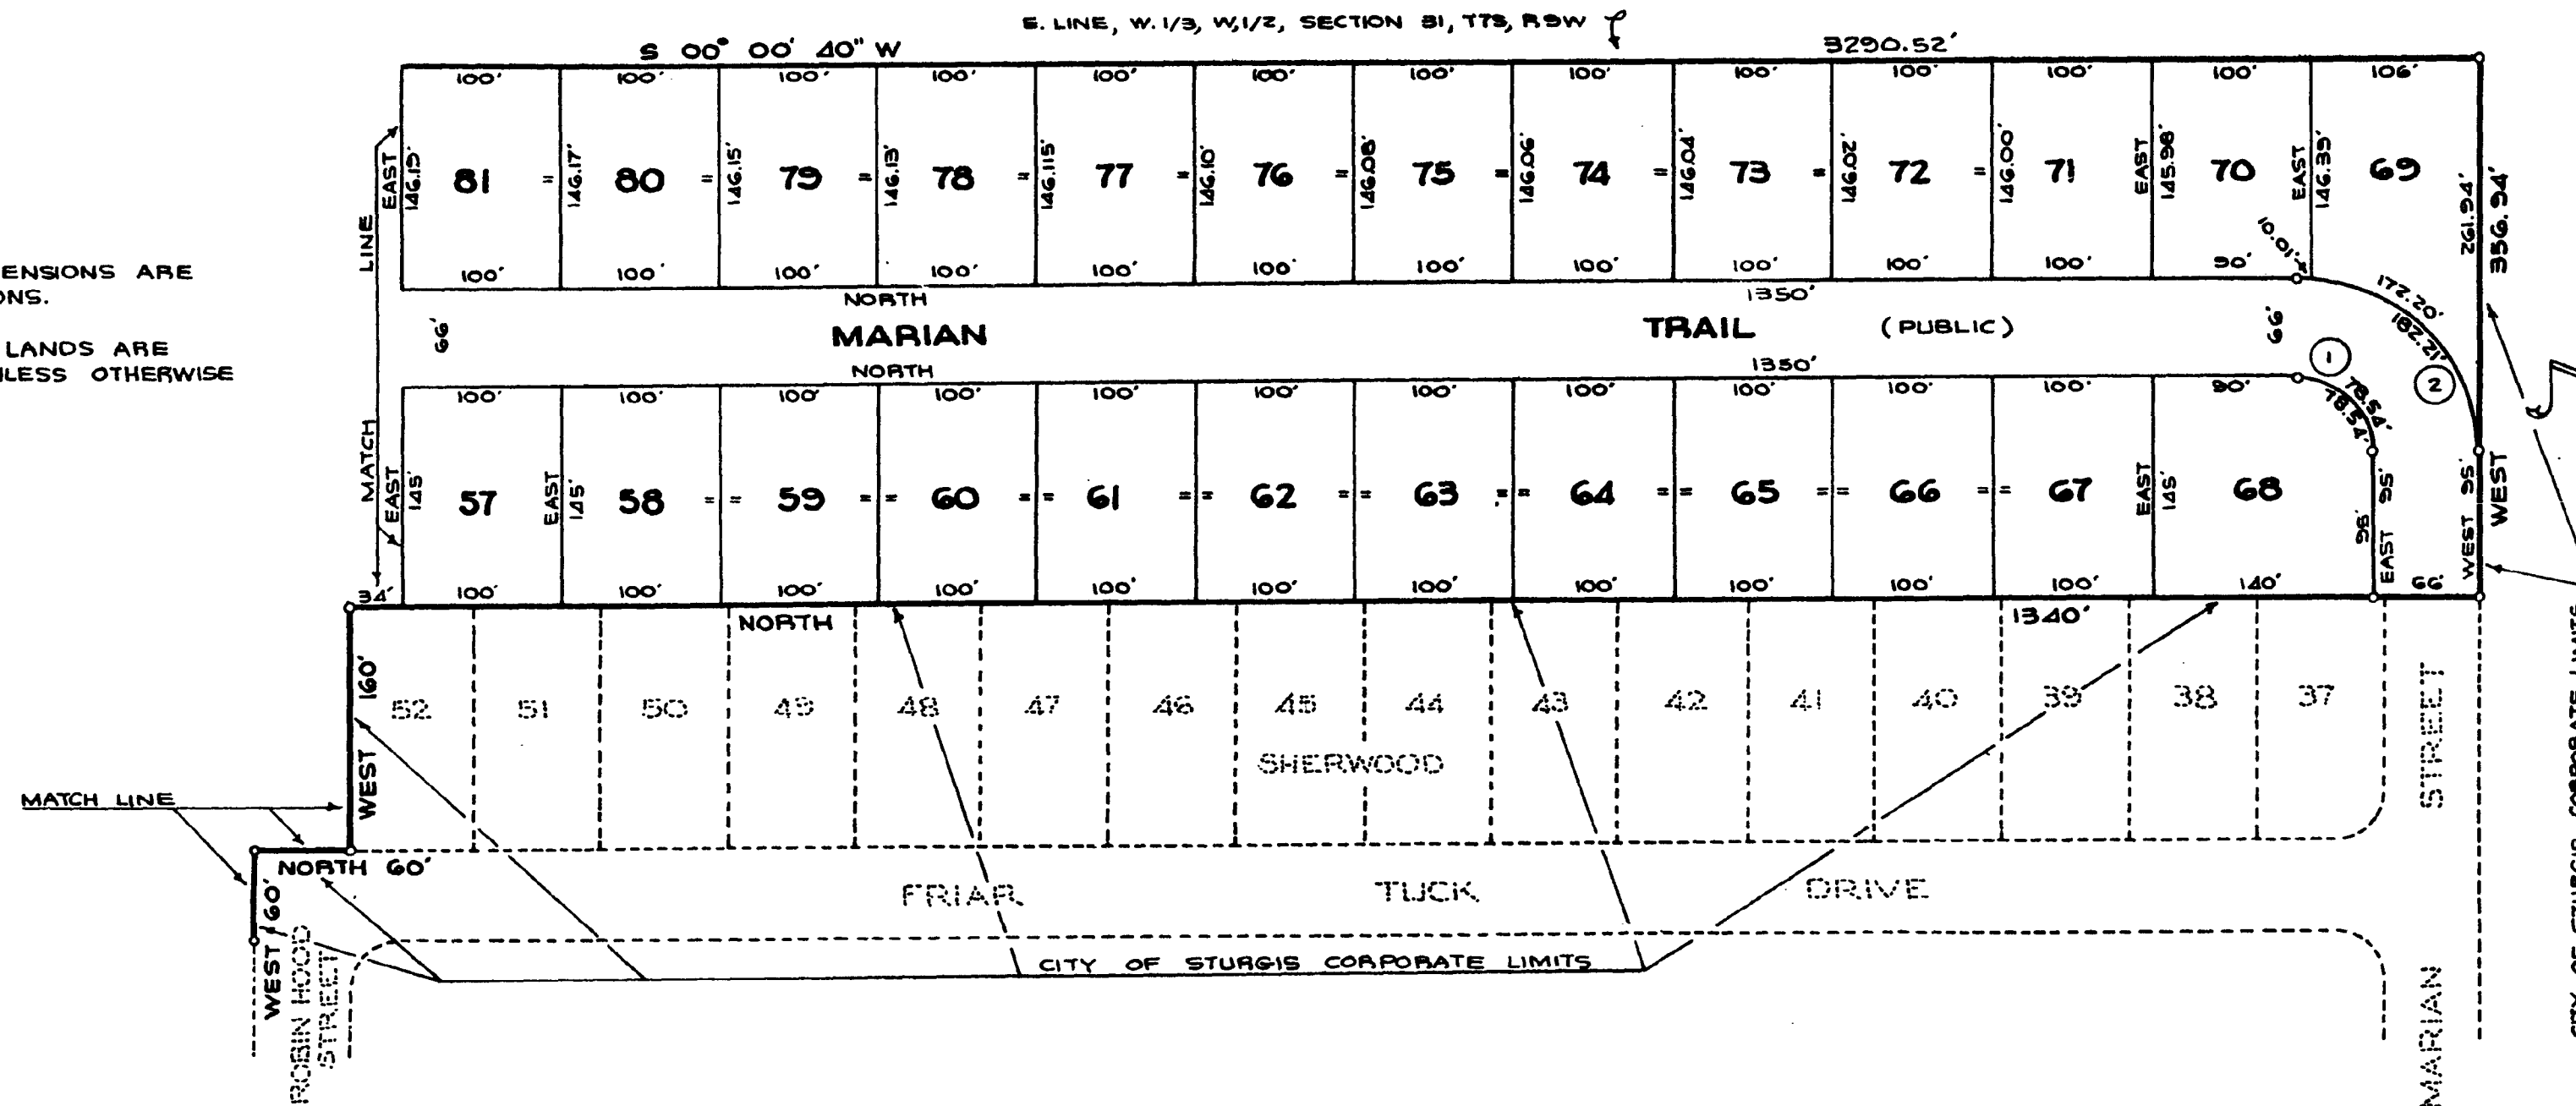 E. LINE, W. 1/3, W,1/2, SECTION 31, T7S, R9W
S 00° 00' 40" W
3290.52'
100' 100' 100' 100' 100' 100' 100' 100' 100' 100' 100' 100' 106'
EAST 146.19' 81 = 146.17' 80 = 146.15' 79 = 146.13' 78 = 146.115' 77 = 146.10' 76 = 146.08' 75 = 146.06' 74 = 146.04' 73 = 146.02' 72 = 146.00' 71 EAST 145.98' 70 EAST 146.39' 69 261.94' 356.94'
LINE
100' 100' 100' 100' 100' 100' 100' 100' 100' 100' 100' 90' 10.01'
ENSIONS ARE
ONS.
NORTH 1350' 172.20'
182.21'
66' MARIAN TRAIL (PUBLIC) 66'
LANDS ARE
NLESS OTHERWISE
NORTH 1350' 1 2
100' 100' 100' 100' 100' 100' 100' 100' 100' 100' 100' 90' 78.54'
78.54'
MATCH
EAST 145' 57 EAST 145' 58 = = 59 = = 60 = = 61 = = 62 = = 63 = = 64 = = 65 = = 66 = = 67 EAST 145' 68 95' EAST 95' WEST 95' WEST
34' 100' 100' 100' 100' 100' 100' 100' 100' 100' 100' 100' 140' 66'
NORTH 1340'
WEST 160'
52 51 50 49 48 47 46 45 44 43 42 41 40 39 38 37
SHERWOOD
STREET
MATCH LINE
NORTH 60'
WEST 60'
FRIAR TUCK DRIVE
ROBIN HOOD
STREET
CITY OF STURGIS CORPORATE LIMITS
MARIAN
CITY OF STURGIS CORPORATE LIMITS